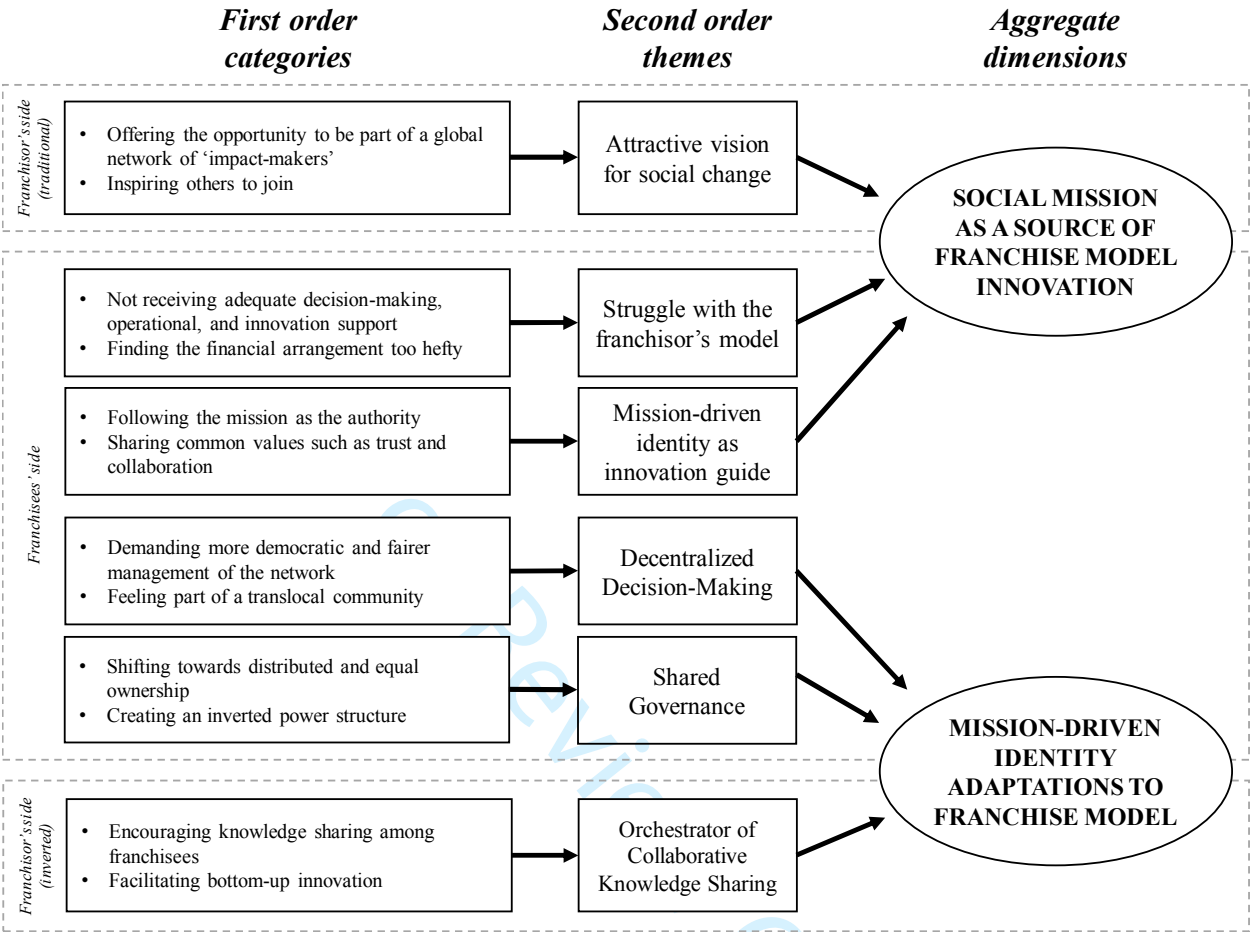 First order
categories
Second order
themes
Aggregate
dimensions
Franchisor's side
(traditional)
• Offering the opportunity to be part of a global
network of ‘impact-makers’
• Inspiring others to join
Attractive vision
for social change
SOCIAL MISSION
AS A SOURCE OF
FRANCHISE MODEL
INNOVATION
Franchisees' side
• Not receiving adequate decision-making,
operational, and innovation support
• Finding the financial arrangement too hefty
Struggle with the
franchisor’s model
• Following the mission as the authority
• Sharing common values such as trust and
collaboration
Mission-driven
identity as
innovation guide
• Demanding more democratic and fairer
management of the network
• Feeling part of a translocal community
Decentralized
Decision-Making
• Shifting towards distributed and equal
ownership
• Creating an inverted power structure
Shared
Governance
MISSION-DRIVEN
IDENTITY
ADAPTATIONS TO
FRANCHISE MODEL
Franchisor's side
(inverted)
• Encouraging knowledge sharing among
franchisees
• Facilitating bottom-up innovation
Orchestrator of
Collaborative
Knowledge Sharing